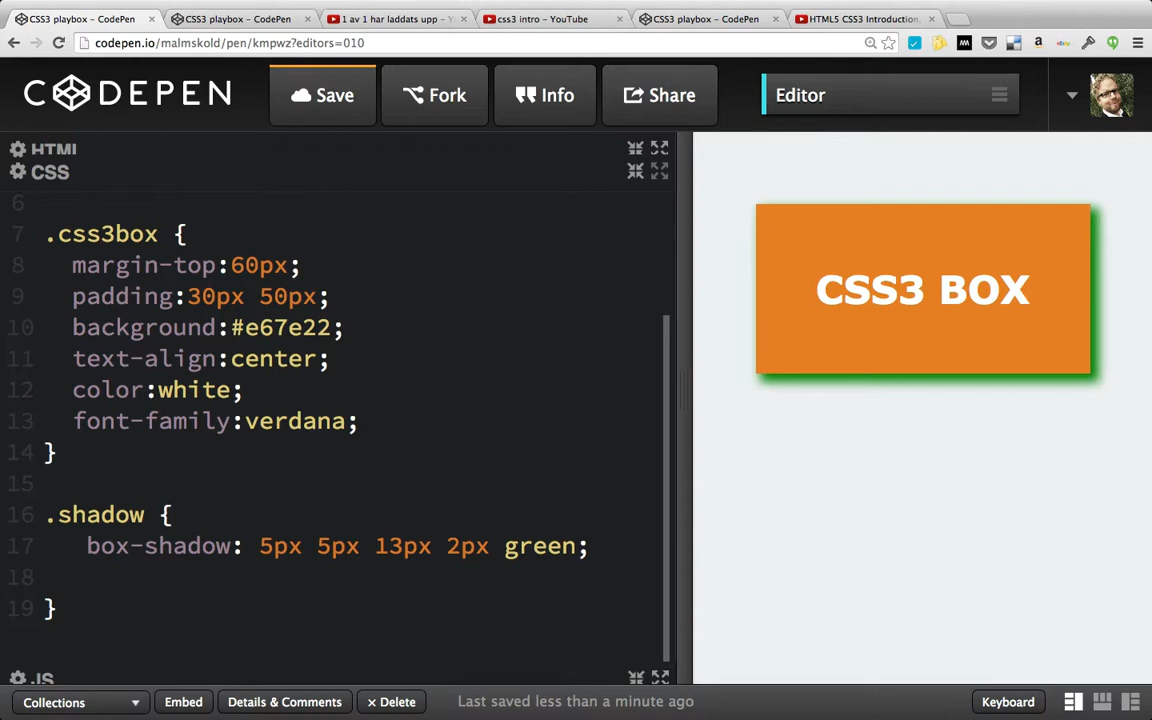 CSS3 playbox - CodePen
CSS3 playbox - CodePen
1 av 1 har laddats upp - Y
css3 intro - YouTube
CSS3 playbox - CodePen
HTML5 CSS3 Introduction,
codepen.io/malmskold/pen/kmpwz?editors=010
CODEPEN
Save
Fork
Info
Share
Editor
HTML
CSS
6
7 .css3box {
8 margin-top:60px;
9 padding:30px 50px;
10 background:#e67e22;
11 text-align:center;
12 color:white;
13 font-family:verdana;
14 }
15
16 .shadow {
17 box-shadow: 5px 5px 13px 2px green;
18
19 }
CSS3 BOX
JS
Collections
Embed
Details & Comments
× Delete
Last saved less than a minute ago
Keyboard